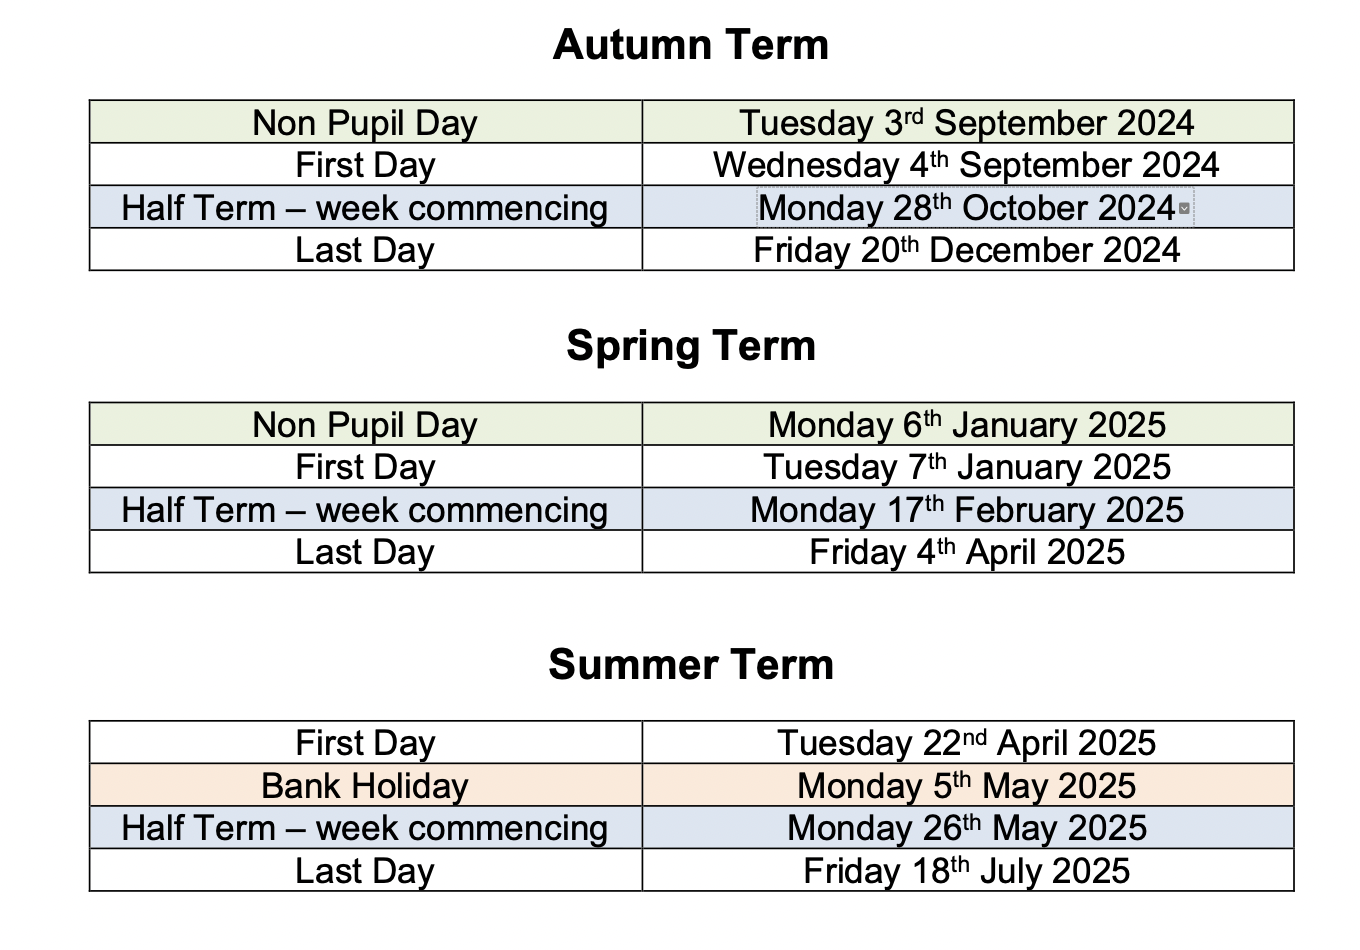 Autumn Term
Non Pupil Day Tuesday 3rd September 2024
First Day Wednesday 4th September 2024
Half Term – week commencing Monday 28th October 2024
Last Day Friday 20th December 2024
Spring Term
Non Pupil Day Monday 6th January 2025
First Day Tuesday 7th January 2025
Half Term – week commencing Monday 17th February 2025
Last Day Friday 4th April 2025
Summer Term
First Day Tuesday 22nd April 2025
Bank Holiday Monday 5th May 2025
Half Term – week commencing Monday 26th May 2025
Last Day Friday 18th July 2025